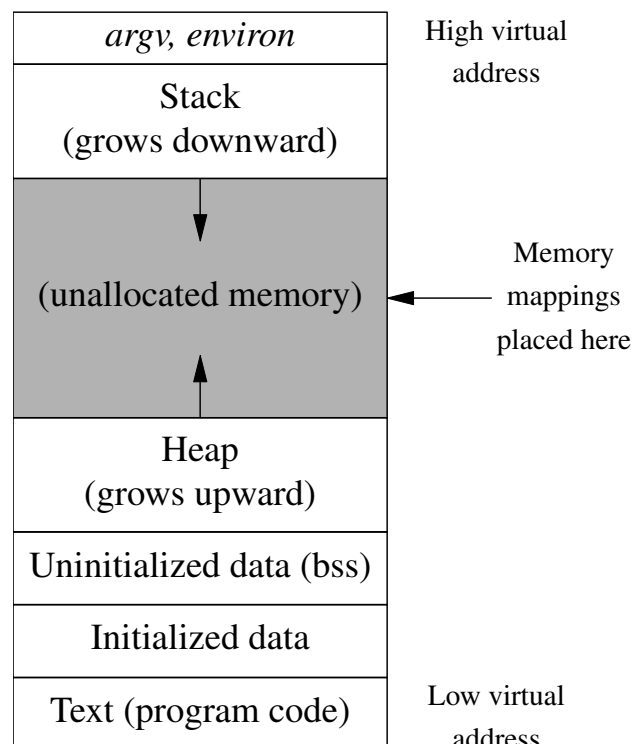 argv, environ
High virtual
address
Stack
(grows downward)
(unallocated memory)
Memory
mappings
placed here
Heap
(grows upward)
Uninitialized data (bss)
Initialized data
Text (program code)
Low virtual
address